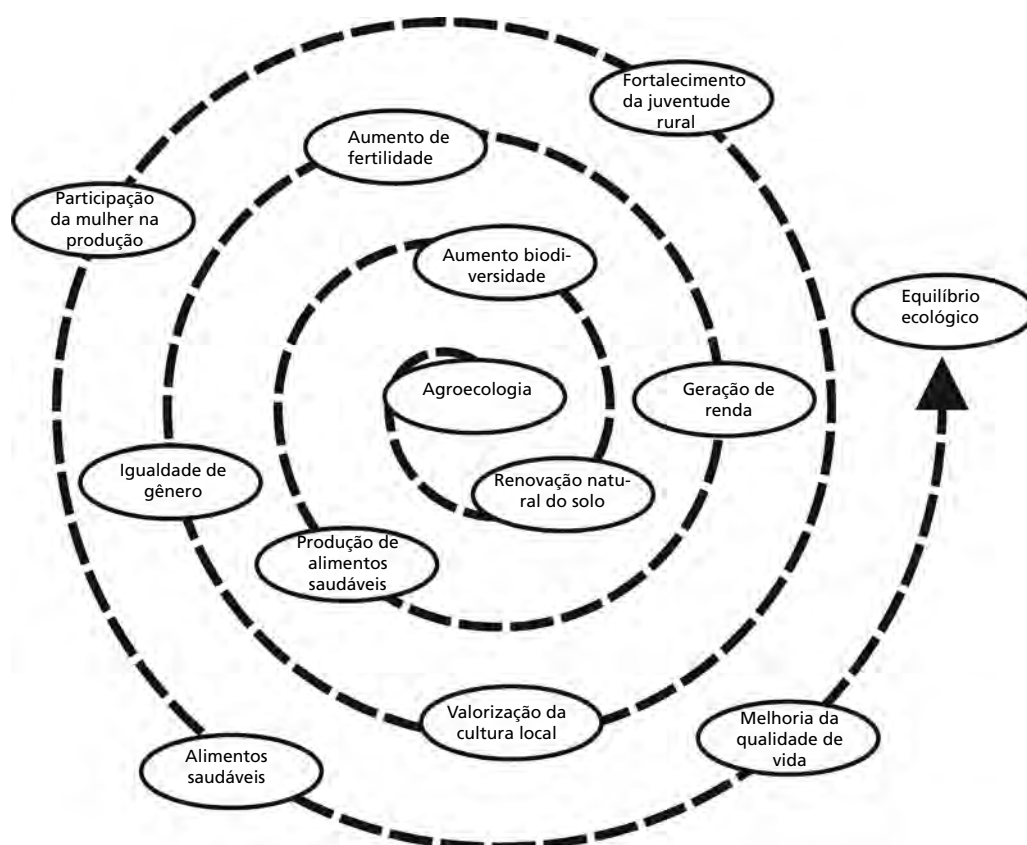 Fortalecimento
da juventude
rural
Aumento de
fertilidade
Participação
da mulher na
produção
Aumento biodi-
versidade
Equilíbrio
ecológico
Agroecologia
Geração de
renda
Igualdade de
gênero
Renovação natu-
ral do solo
Produção de
alimentos
saudáveis
Valorização da
cultura local
Melhoria da
qualidade de
vida
Alimentos
saudáveis